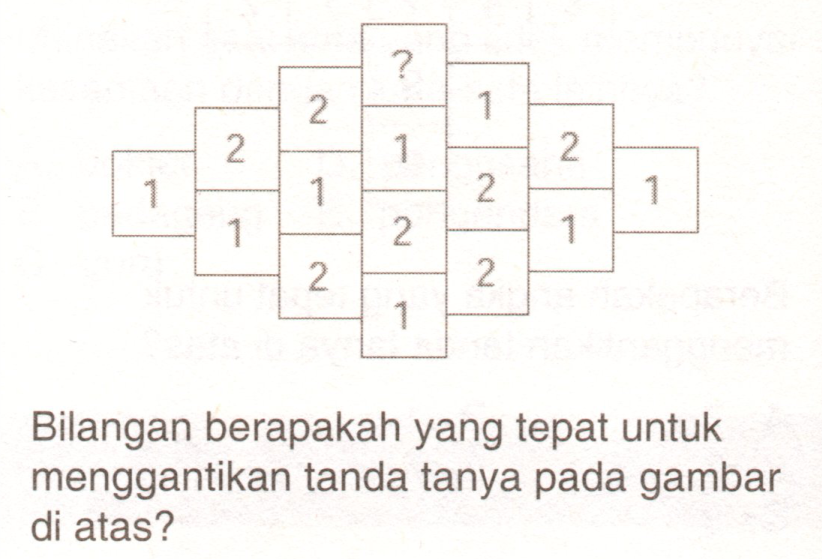 ?
2 1
2 1 2
1 1 2 1
1 2 1
2 2
1
Bilangan berapakah yang tepat untuk
menggantikan tanda tanya pada gambar
di atas?